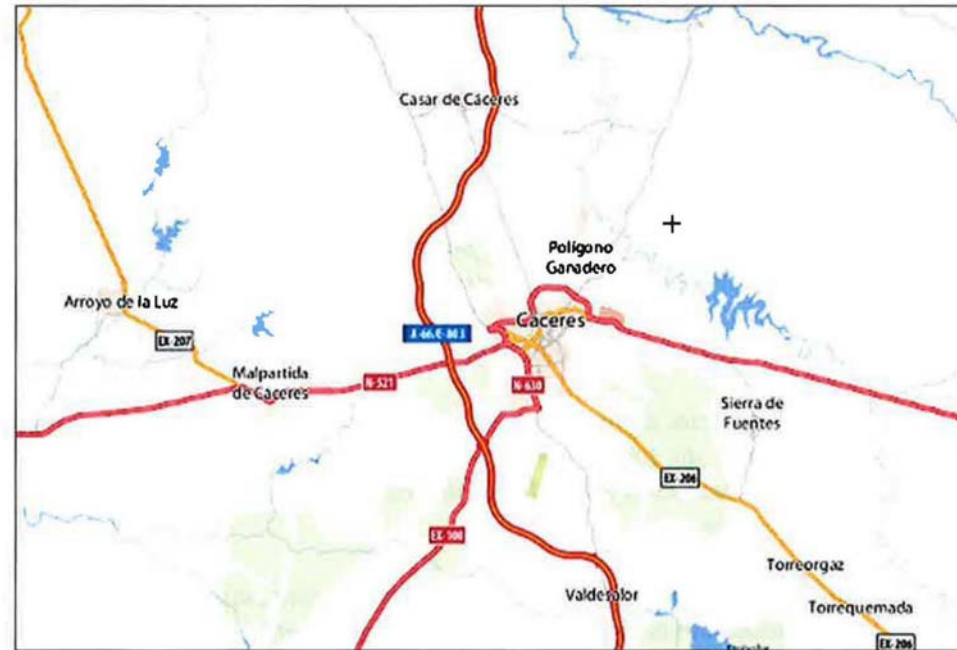 Casar de Cáceres
Polígono
Ganadero
Arroyo de la Luz
Cáceres
EX-207
Malpartida
de Cáceres
N-521
N-630
Sierra de
Fuentes
EX-206
EX-100
Torreorgaz
Valdesalor
Torrequemada
EX-206